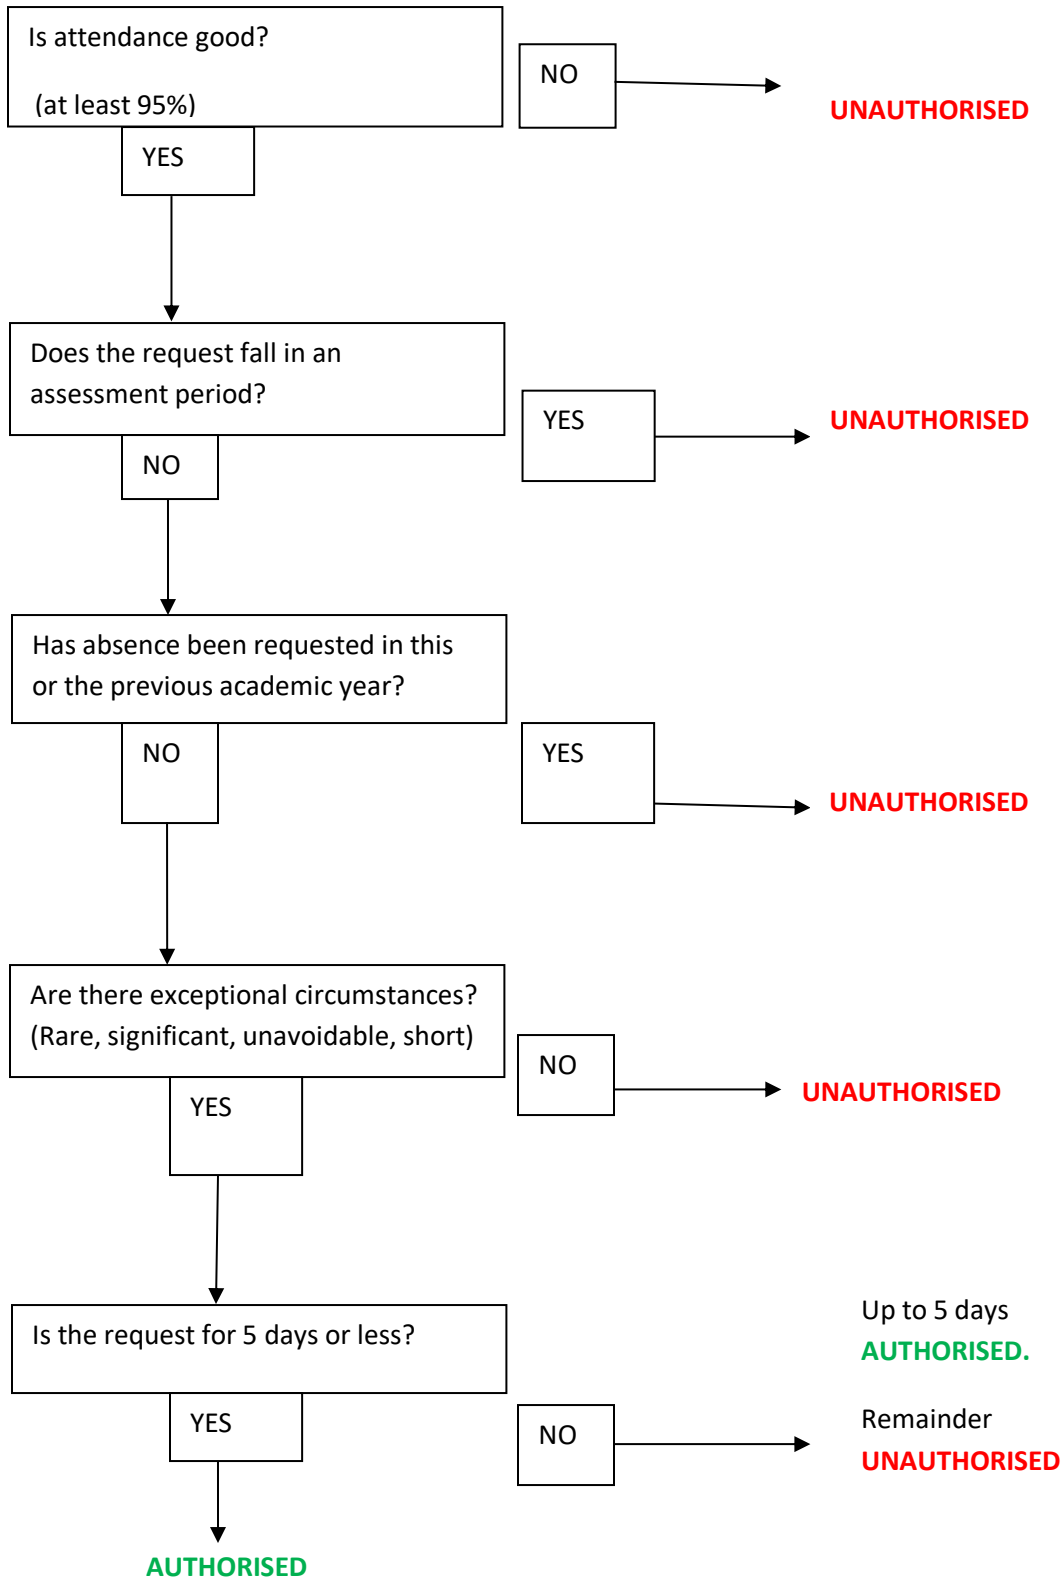 Is attendance good?
(at least 95%)
NO
UNAUTHORISED
YES
Does the request fall in an
assessment period?
YES
UNAUTHORISED
NO
Has absence been requested in this
or the previous academic year?
NO
YES
UNAUTHORISED
Are there exceptional circumstances?
(Rare, significant, unavoidable, short)
NO
UNAUTHORISED
YES
Is the request for 5 days or less?
Up to 5 days
AUTHORISED.
YES
NO
Remainder
UNAUTHORISED
AUTHORISED